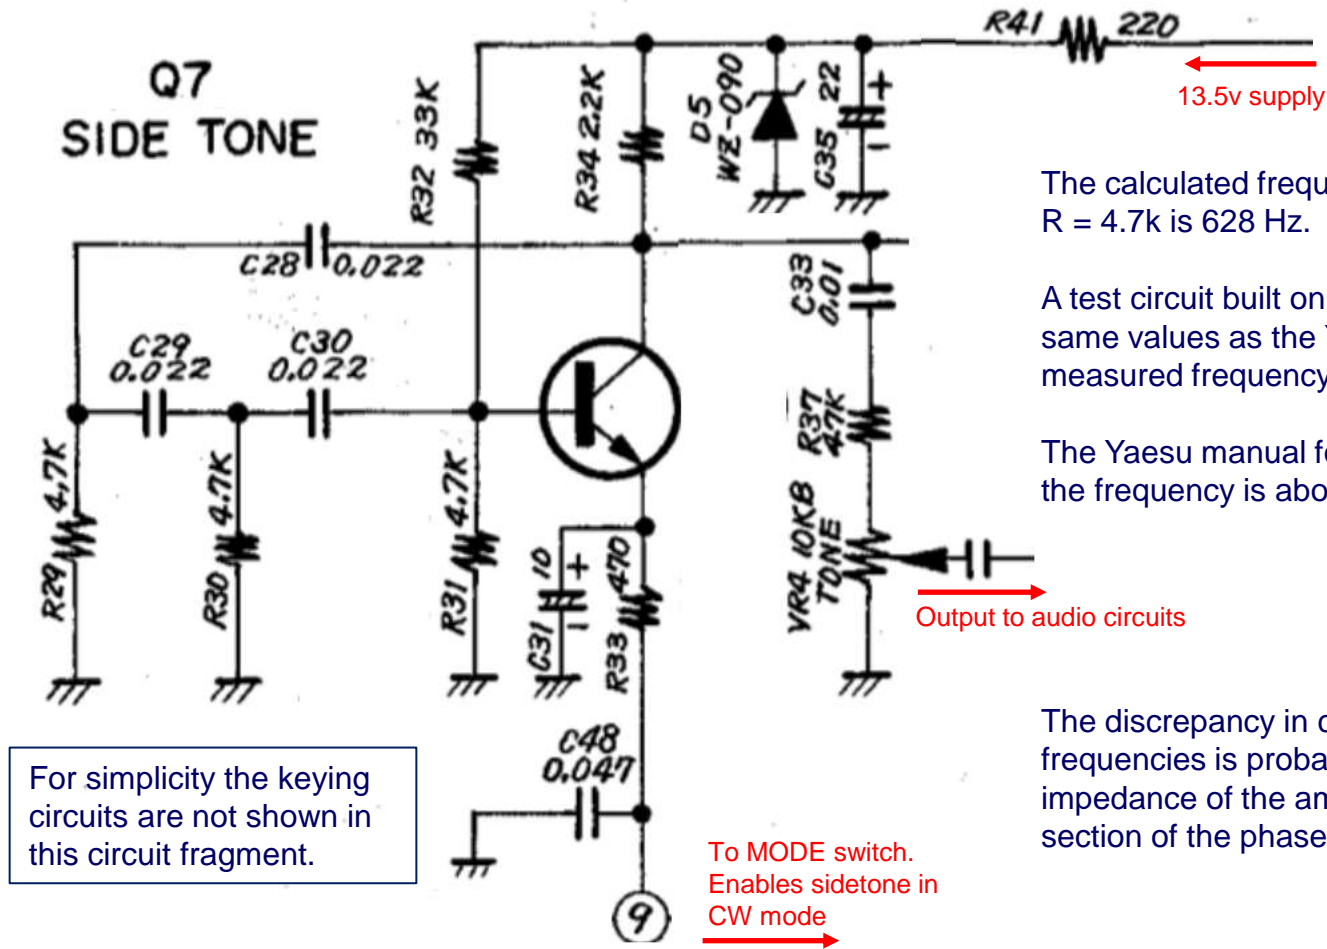 Q7
SIDE TONE
R41 220
13.5v supply
R32 33K
R34 2.2K
D5
WZ-090
C35 22
+
-
C28 0.022
C29
0.022
C30
0.022
C33
0.01
R37
47K
R29 4.7K
R30 4.7K
R31 4.7K
C31 10
+
-
R33 470
VR4 10KB
TONE
Output to audio circuits
C48
0.047
9
To MODE switch.
Enables sidetone in
CW mode
For simplicity the keying
circuits are not shown in
this circuit fragment.
The calculated frequ
R = 4.7k is 628 Hz.
A test circuit built on
same values as the
measured frequency
The Yaesu manual f
the frequency is abo
The discrepancy in
frequencies is proba
impedance of the a
section of the phase